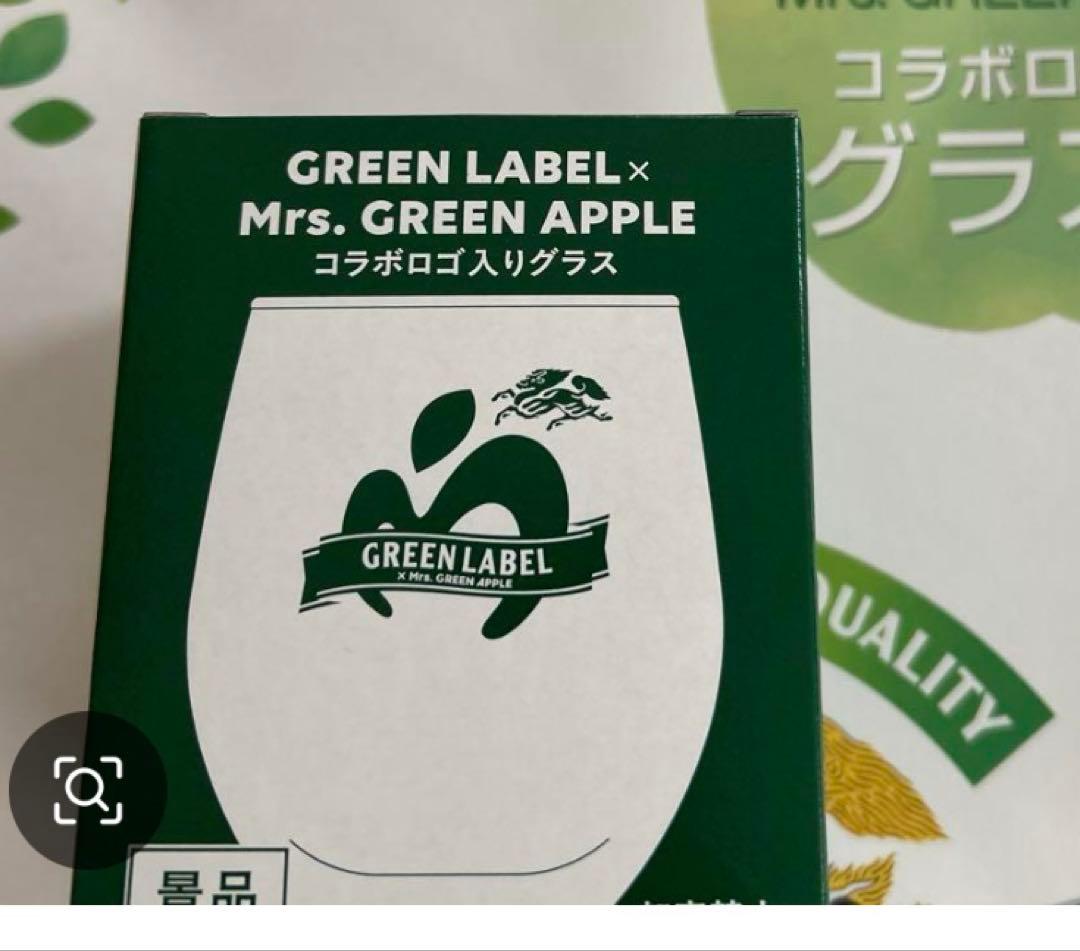 コラボロ
グラ
GREEN LABEL×
Mrs. GREEN APPLE
コラボロゴ入りグラス
GREEN LABEL
× Mrs. GREEN APPLE
QUALITY
景品